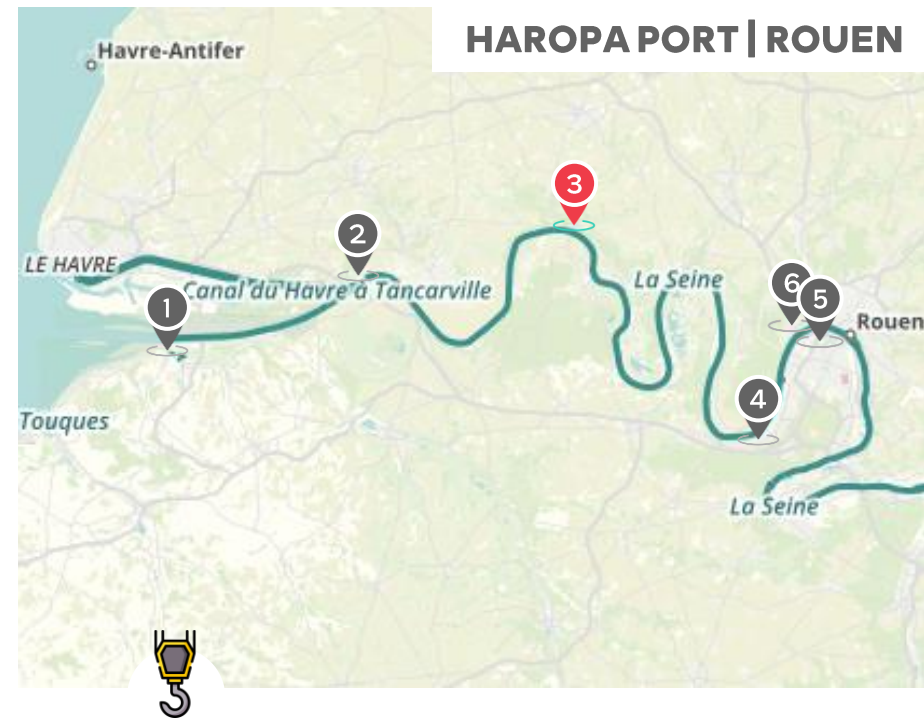 HAROPA PORT | ROUEN
Havre-Antifer
3
2
LE HAVRE
La Seine
Canal du Havre à Tancarville
6
5
1
Rouen
4
Touques
La Seine